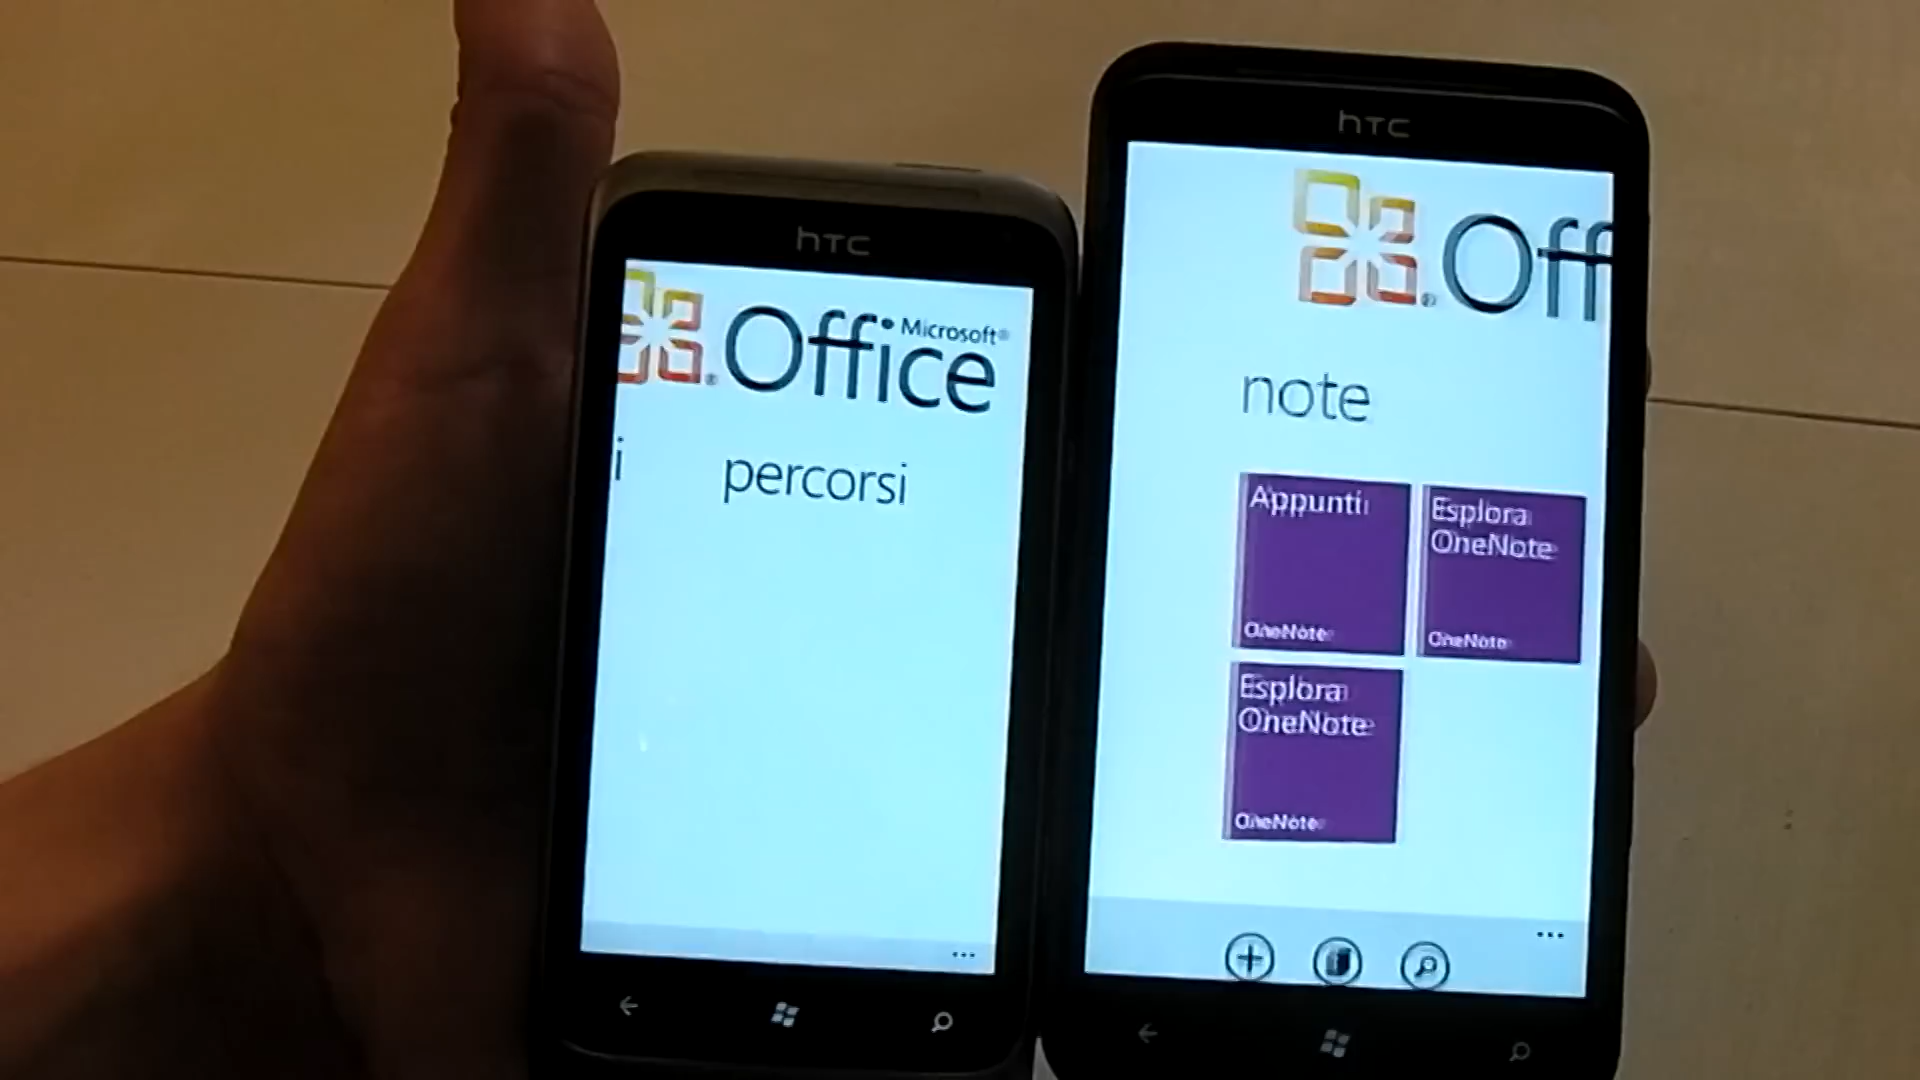 hTC
Microsoft®
Office
i
percorsi
...
hTC
Off
note
Appunti
OneNote
Esplora
OneNote
OneNote
Esplora
OneNote
OneNote
...